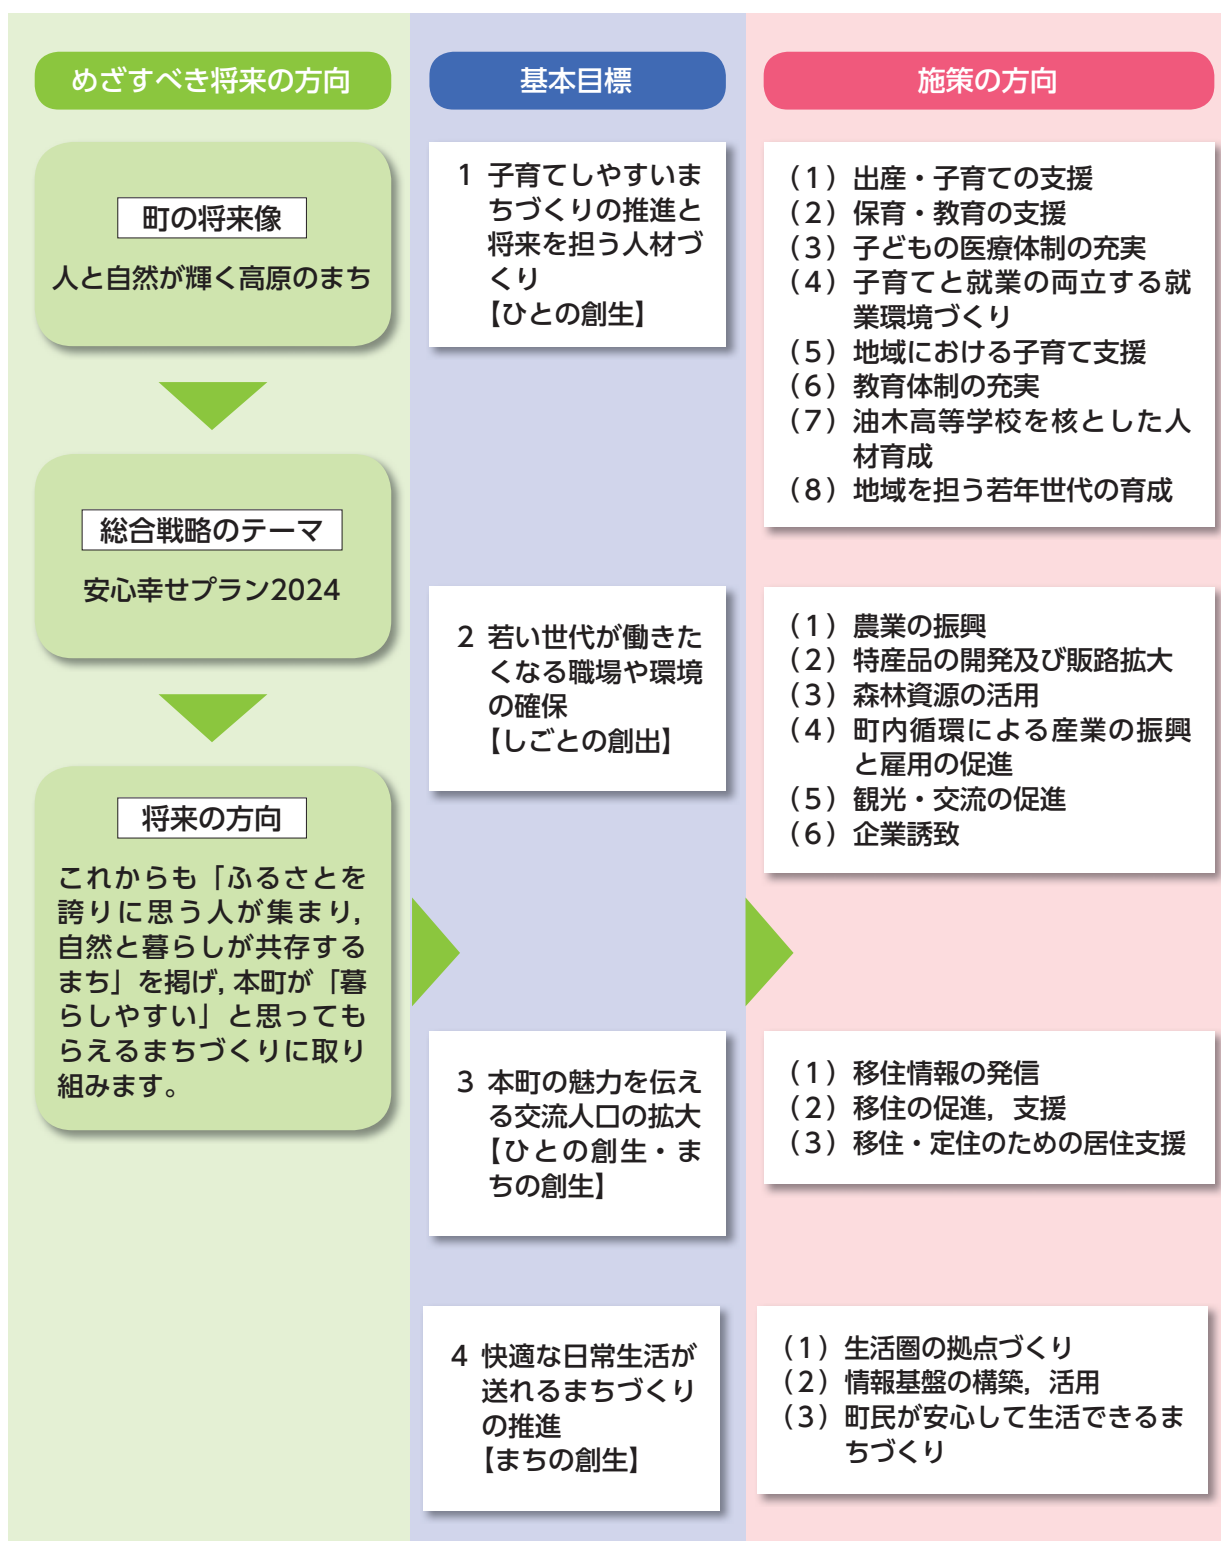 めざすべき将来の方向
町の将来像
人と自然が輝く高原のまち
総合戦略のテーマ
安心幸せプラン2024
将来の方向
これからも「ふるさとを
誇りに思う人が集まり,
自然と暮らしが共存する
まち」を掲げ,本町が「暮
らしやすい」と思っても
らえるまちづくりに取り
組みます。
基本目標
1 子育てしやすいま
ちづくりの推進と
将来を担う人材づ
くり
【ひとの創生】
2 若い世代が働きた
くなる職場や環境
の確保
【しごとの創出】
3 本町の魅力を伝え
る交流人口の拡大
【ひとの創生・ま
ちの創生】
4 快適な日常生活が
送れるまちづくり
の推進
【まちの創生】
施策の方向
(1)出産・子育ての支援
(2)保育・教育の支援
(3)子どもの医療体制の充実
(4)子育てと就業の両立する就
業環境づくり
(5)地域における子育て支援
(6)教育体制の充実
(7)油木高等学校を核とした人
材育成
(8)地域を担う若年世代の育成
(1)農業の振興
(2)特産品の開発及び販路拡大
(3)森林資源の活用
(4)町内循環による産業の振興
と雇用の促進
(5)観光・交流の促進
(6)企業誘致
(1)移住情報の発信
(2)移住の促進,支援
(3)移住・定住のための居住支援
(1)生活圏の拠点づくり
(2)情報基盤の構築,活用
(3)町民が安心して生活できるま
ちづくり